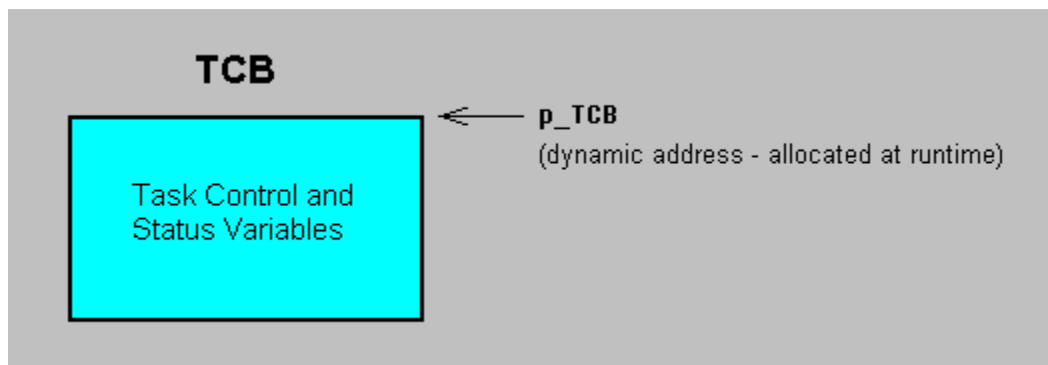 TCB
p_TCB
(dynamic address - allocated at runtime)
Task Control and
Status Variables